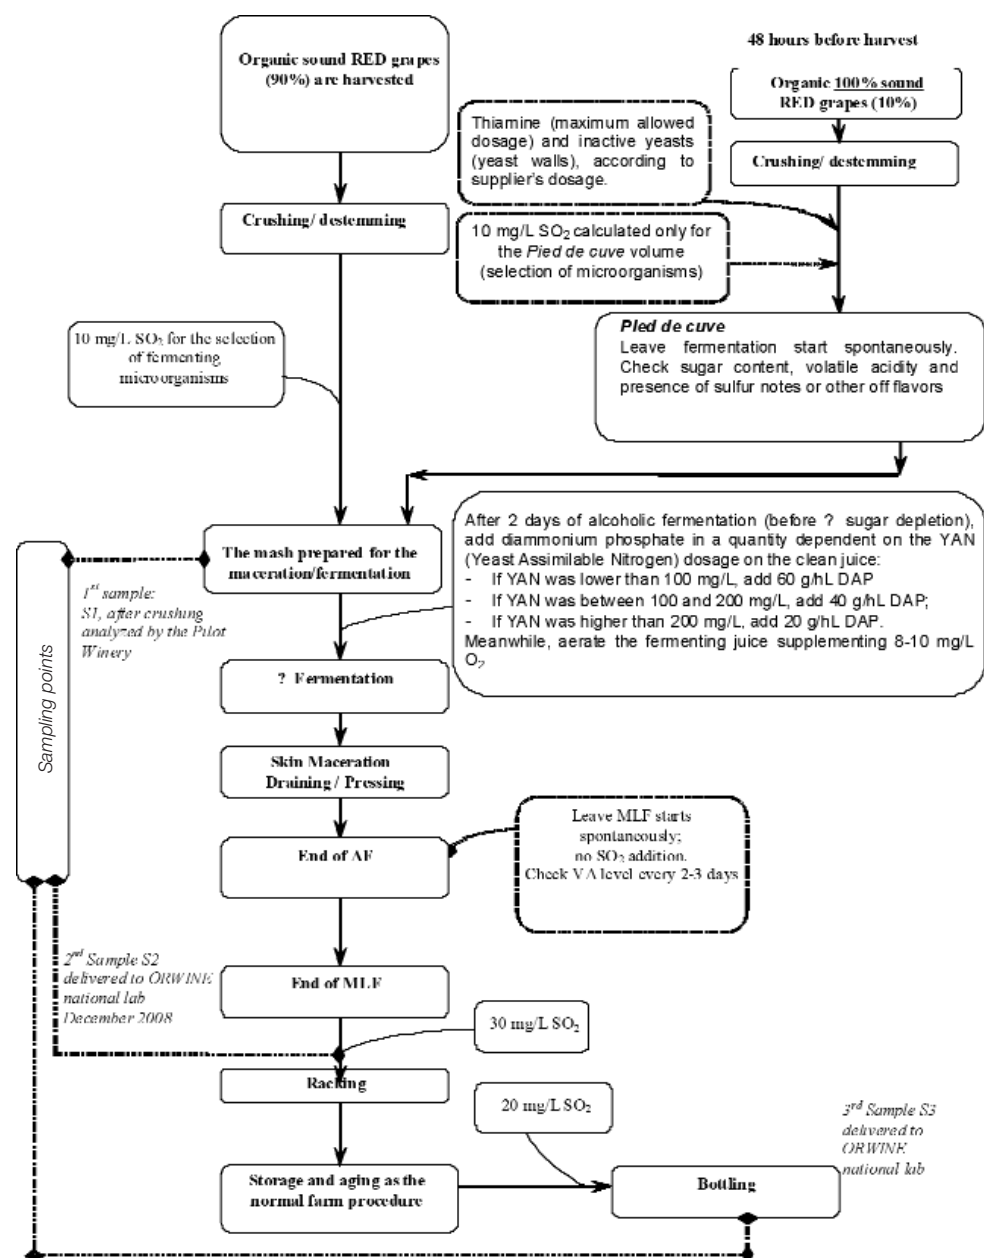 48 hours before harvest
Organic sound RED grapes
(90%) are harvested
Organic 100% sound
RED grapes (10%)
Thiamine (maximum allowed
dosage) and inactive yeasts
(yeast walls), according to
supplier's dosage.
Crushing/ destemming
Crushing/ destemming
10 mg/L SO2 calculated only for
the Pied de cuve volume
(selection of microorganisms)
10 mg/L SO2 for the selection
of fermenting
microorganisms
Pied de cuve
Leave fermentation start spontaneously.
Check sugar content, volatile acidity and
presence of sulfur notes or other off flavors
After 2 days of alcoholic fermentation (before ? sugar depletion),
add diammonium phosphate in a quantity dependent on the YAN
(Yeast Assimilable Nitrogen) dosage on the clean juice:
- If YAN was lower than 100 mg/L, add 60 g/hL DAP
- If YAN was between 100 and 200 mg/L, add 40 g/hL DAP;
- If YAN was higher than 200 mg/L, add 20 g/hL DAP.
Meanwhile, aerate the fermenting juice supplementing 8-10 mg/L
O2
The mash prepared for the
maceration/fermentation
1st sample:
S1, after crushing
analyzed by the Pilot
Winery
Sampling points
? Fermentation
Skin Maceration
Draining / Pressing
Leave MLF starts
spontaneously;
no SO2 addition.
Check VA level every 2-3 days
End of AF
2nd Sample S2
delivered to ORWINE
national lab
December 2008
End of MLF
30 mg/L SO2
Racking
20 mg/L SO2
3rd Sample S3
delivered to
ORWINE
national lab
Storage and aging as the
normal farm procedure
Bottling